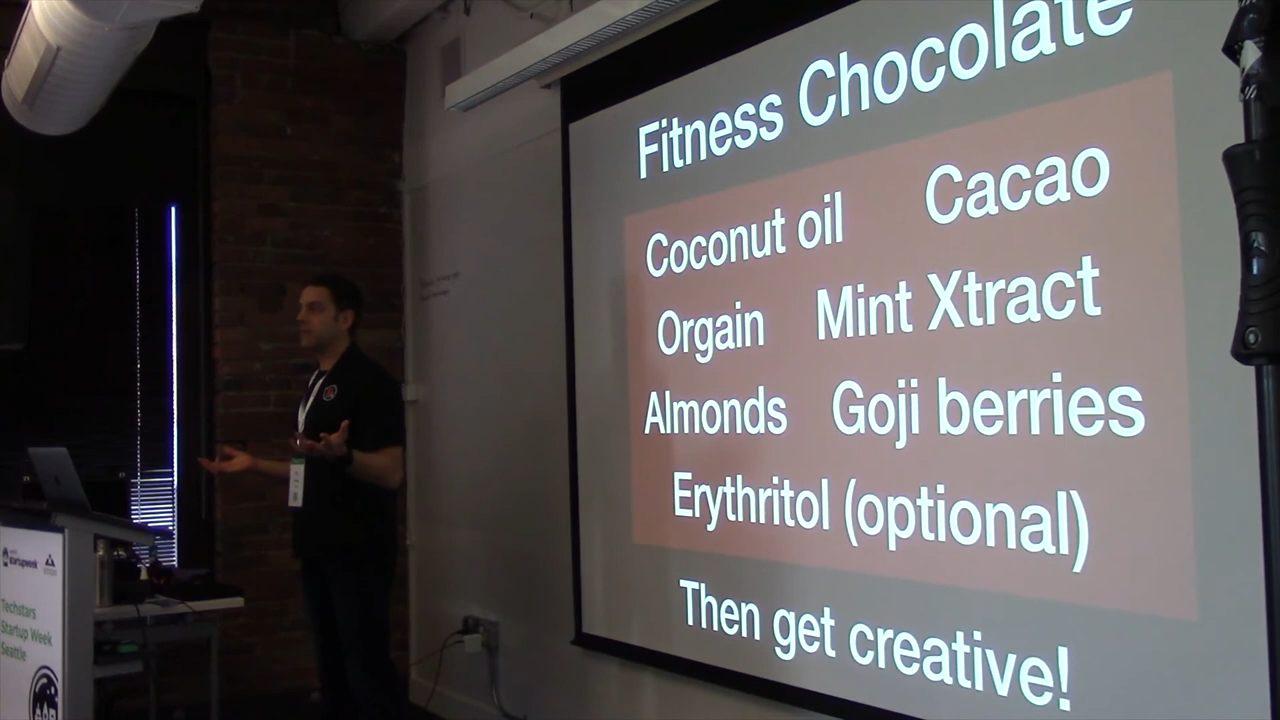 Fitness Chocolate
Coconut oil Cacao
Orgain Mint Xtract
Almonds Goji berries
Erythritol (optional)
Then get creative!
startupweek
Techstars
Startup Week
Seattle